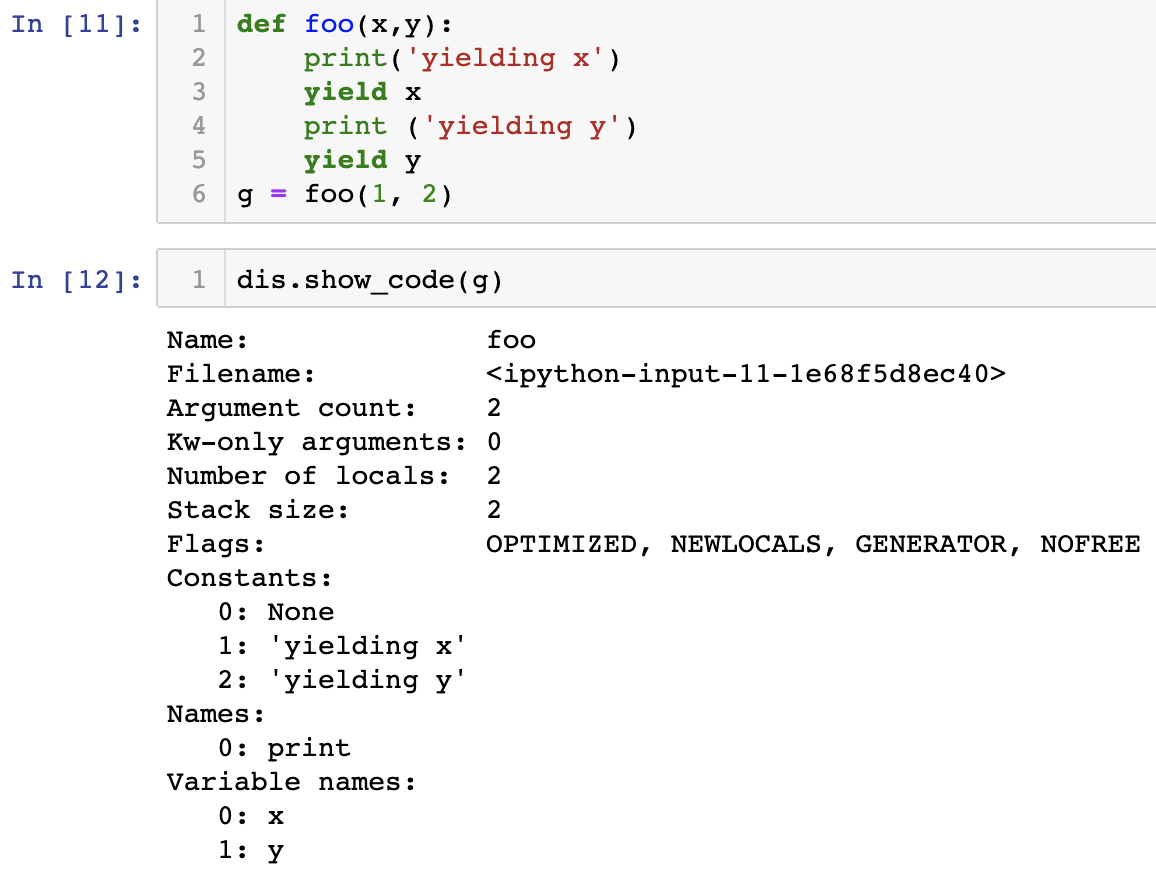 In [11]:
1 def foo(x,y):
2     print('yielding x')
3     yield x
4     print ('yielding y')
5     yield y
6 g = foo(1, 2)
In [12]:
1 dis.show_code(g)
Name:              foo
Filename:          <ipython-input-11-1e68f5d8ec40>
Argument count:    2
Kw-only arguments: 0
Number of locals:  2
Stack size:        2
Flags:             OPTIMIZED, NEWLOCALS, GENERATOR, NOFREE
Constants:
   0: None
   1: 'yielding x'
   2: 'yielding y'
Names:
   0: print
Variable names:
   0: x
   1: y